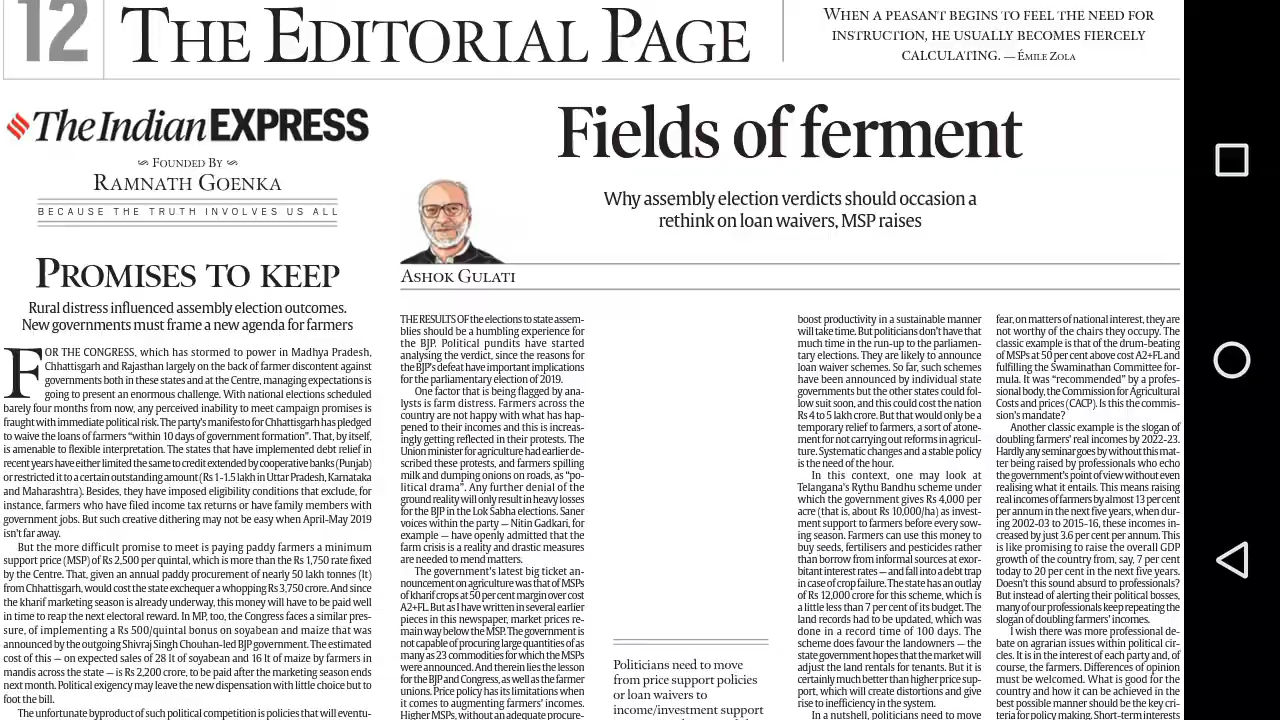 12
THE EDITORIAL PAGE
WHEN A PEASANT BEGINS TO FEEL THE NEED FOR
INSTRUCTION, HE USUALLY BECOMES FIERCELY
CALCULATING. — ÉMILE ZOLA
The Indian EXPRESS
FOUNDED BY
RAMNATH GOENKA
BECAUSE THE TRUTH INVOLVES US ALL
PROMISES TO KEEP
Rural distress influenced assembly election outcomes.
New governments must frame a new agenda for farmers
FOR THE CONGRESS, which has stormed to power in Madhya Pradesh,
Chhattisgarh and Rajasthan largely on the back of farmer discontent against
governments both in these states and at the Centre, managing expectations is
going to present an enormous challenge. With national elections scheduled
barely four months from now, any perceived inability to meet campaign promises is
fraught with immediate political risk. The party's manifesto for Chhattisgarh has pledged
to waive the loans of farmers "within 10 days of government formation". That, by itself,
is amenable to flexible interpretation. The states that have implemented debt relief in
recent years have either limited the same to credit extended by cooperative banks (Punjab)
or restricted it to a certain outstanding amount (Rs 1-1.5 lakh in Uttar Pradesh, Karnataka
and Maharashtra). Besides, they have imposed eligibility conditions that exclude, for
instance, farmers who have filed income tax returns or have family members with
government jobs. But such creative dithering may not be easy when April-May 2019
isn't far away.
But the more difficult promise to meet is paying paddy farmers a minimum
support price (MSP) of Rs 2,500 per quintal, which is more than the Rs 1,750 rate fixed
by the Centre. That, given an annual paddy procurement of nearly 50 lakh tonnes (lt)
from Chhattisgarh, would cost the state exchequer a whopping Rs 3,750 crore. And since
the kharif marketing season is already underway, this money will have to be paid well
in time to reap the next electoral reward. In MP, too, the Congress faces a similar pres-
sure, of implementing a Rs 500/quintal bonus on soyabean and maize that was
announced by the outgoing Shivraj Singh Chouhan-led BJP government. The estimated
cost of this — on expected sales of 28 lt of soyabean and 16 lt of maize by farmers in
mandis across the state — is Rs 2,200 crore, to be paid after the marketing season ends
next month. Political exigency may leave the new dispensation with little choice but to
foot the bill.
The unfortunate byproduct of such political competition is policies that will eventu-
Fields of ferment
Why assembly election verdicts should occasion a
rethink on loan waivers, MSP raises
ASHOK GULATI
THE RESULTS OF the elections to state assem-
blies should be a humbling experience for
the BJP. Political pundits have started
analysing the verdict, since the reasons for
the BJP's defeat have important implications
for the parliamentary election of 2019.
One factor that is being flagged by ana-
lysts is farm distress. Farmers across the
country are not happy with what has hap-
pened to their incomes and this is increas-
ingly getting reflected in their protests. The
Union minister for agriculture had earlier de-
scribed these protests, and farmers spilling
milk and dumping onions on roads, as "po-
litical drama". Any further denial of the
ground reality will only result in heavy losses
for the BJP in the Lok Sabha elections. Saner
voices within the party — Nitin Gadkari, for
example — have openly admitted that the
farm crisis is a reality and drastic measures
are needed to mend matters.
The government's latest big ticket an-
nouncement on agriculture was that of MSPs
of kharif crops at 50 per cent margin over cost
A2+FL. But as I have written in several earlier
pieces in this newspaper, market prices re-
main way below the MSP. The government is
not capable of procuring large quantities of as
many as 23 commodities for which the MSPs
were announced. And therein lies the lesson
for the BJP and Congress, as well as the farmer
unions. Price policy has its limitations when
it comes to augmenting farmers' incomes.
Higher MSPs, without an adequate procure-
Politicians need to move
from price support policies
or loan waivers to
income/investment support
boost productivity in a sustainable manner
will take time. But politicians don't have that
much time in the run-up to the parliamen-
tary elections. They are likely to announce
loan waiver schemes. So far, such schemes
have been announced by individual state
governments but the other states could fol-
low suit soon, and this could cost the nation
Rs 4 to 5 lakh crore. But that would only be a
temporary relief to farmers, a sort of atone-
ment for not carrying out reforms in agricul-
ture. Systematic changes and a stable policy
is the need of the hour.
In this context, one may look at
Telangana's Rythu Bandhu scheme under
which the government gives Rs 4,000 per
acre (that is, about Rs 10,000/ha) as invest-
ment support to farmers before every sow-
ing season. Farmers can use this money to
buy seeds, fertilisers and pesticides rather
than borrow from informal sources at exor-
bitant interest rates — and fall into a debt trap
in case of crop failure. The state has an outlay
of Rs 12,000 crore for this scheme, which is
a little less than 7 per cent of its budget. The
land records had to be updated, which was
done in a record time of 100 days. The
scheme does favour the landowners — the
state government hopes that the market will
adjust the land rentals for tenants. But it is
certainly much better than higher price sup-
port, which will create distortions and give
rise to inefficiency in the system.
In a nutshell, politicians need to move
fear, on matters of national interest, they are
not worthy of the chairs they occupy. The
classic example is that of the drum-beating
of MSPs at 50 per cent above cost A2+FL and
fulfilling the Swaminathan Committee for-
mula. It was "recommended" by a profes-
sional body, the Commission for Agricultural
Costs and prices (CACP). Is this the commis-
sion's mandate?
Another classic example is the slogan of
doubling farmers' real incomes by 2022-23.
Hardly any seminar goes by without this mat-
ter being raised by professionals who echo
the government's point of view without even
realising what it entails. This means raising
real incomes of farmers by almost 13 per cent
per annum in the next five years, when dur-
ing 2002-03 to 2015-16, these incomes in-
creased by just 3.6 per cent per annum. This
is like promising to raise the overall GDP
growth of the country from, say, 7 per cent
today to 20 per cent in the next five years.
Doesn't this sound absurd to professionals?
But instead of alerting their political bosses,
many of our professionals keep repeating the
slogan of doubling farmers' incomes.
I wish there was more professional de-
bate on agrarian issues within political cir-
cles. It is in the interest of each party and, of
course, the farmers. Differences of opinion
must be welcomed. What is good for the
country and how it can be achieved in the
best possible manner should be the key cri-
teria for policy making. Short-term interests